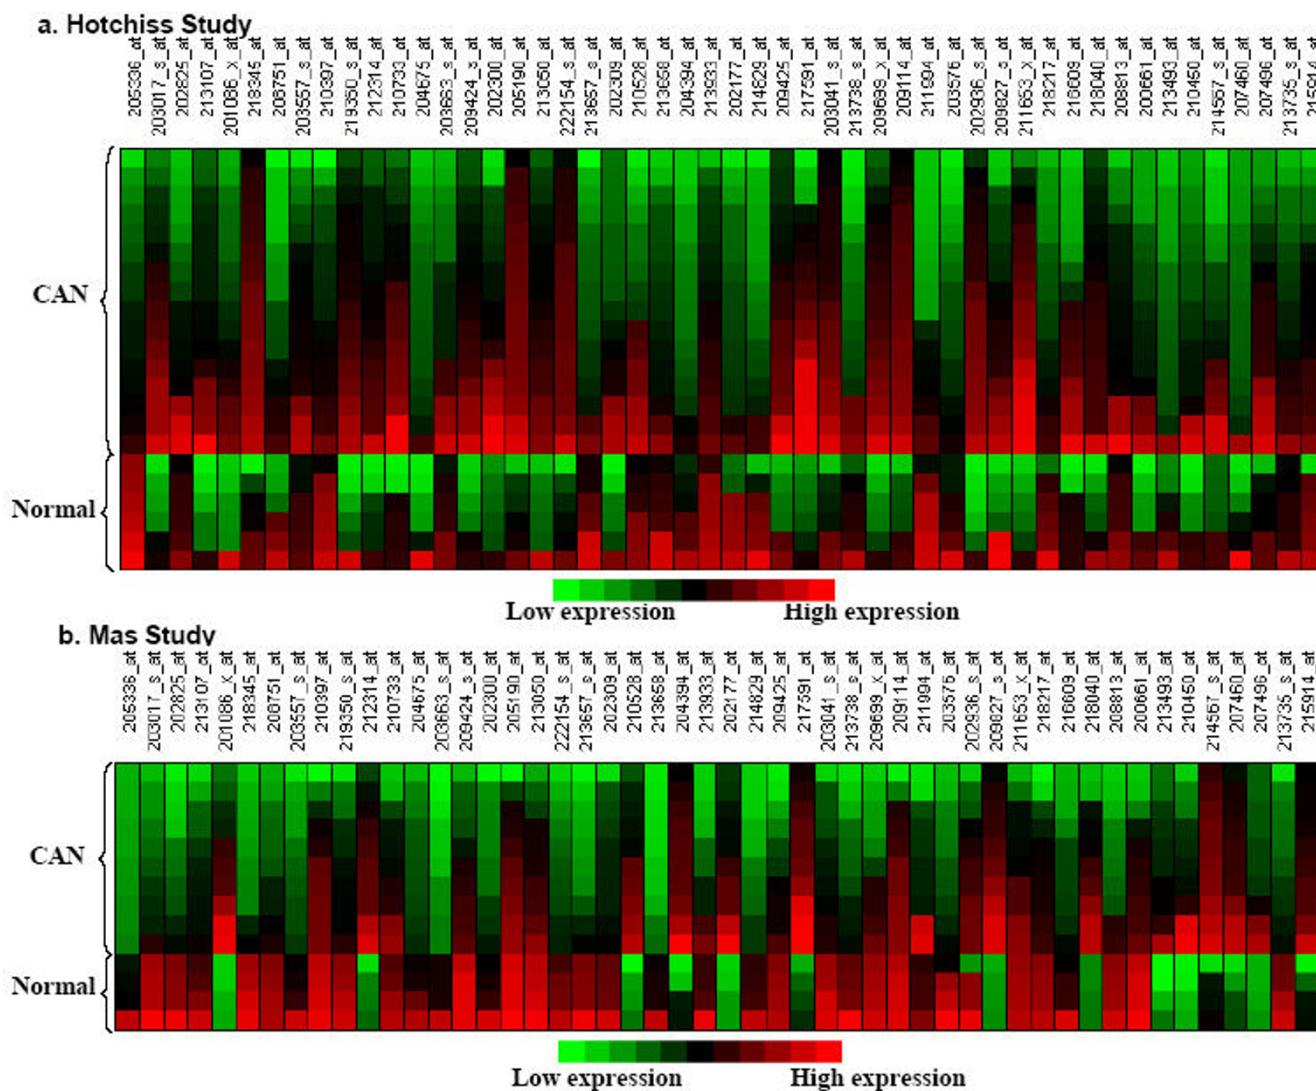 a. Hotchiss Study
205336_at
203017_s_at
202825_at
213107_at
201086_x_at
218345_at
208751_at
203557_s_at
210397_at
219350_s_at
212314_at
210733_at
204675_at
203663_s_at
209424_s_at
202300_at
205190_at
213050_at
222154_s_at
213657_s_at
202309_at
210528_at
213658_at
204394_at
213933_at
202177_at
214829_at
209425_at
217591_at
203041_s_at
213738_s_at
209699_x_at
209114_at
211994_at
203576_at
202936_s_at
209827_s_at
211653_x_at
218217_at
216609_at
218040_at
208813_at
200661_at
213493_at
210450_at
214567_s_at
207460_at
207496_at
213735_s_at
CAN
Normal
Low expression
High expression
b. Mas Study
205336_at
203017_s_at
202825_at
213107_at
201086_x_at
218345_at
208751_at
203557_s_at
210397_at
219350_s_at
212314_at
210733_at
204675_at
203663_s_at
209424_s_at
202300_at
205190_at
213050_at
222154_s_at
213657_s_at
202309_at
210528_at
213658_at
204394_at
213933_at
202177_at
214829_at
209425_at
217591_at
203041_s_at
213738_s_at
209699_x_at
209114_at
211994_at
203576_at
202936_s_at
209827_s_at
211653_x_at
218217_at
216609_at
218040_at
208813_at
200661_at
213493_at
210450_at
214567_s_at
207460_at
207496_at
213735_s_at
215914_at
CAN
Normal
Low expression
High expression